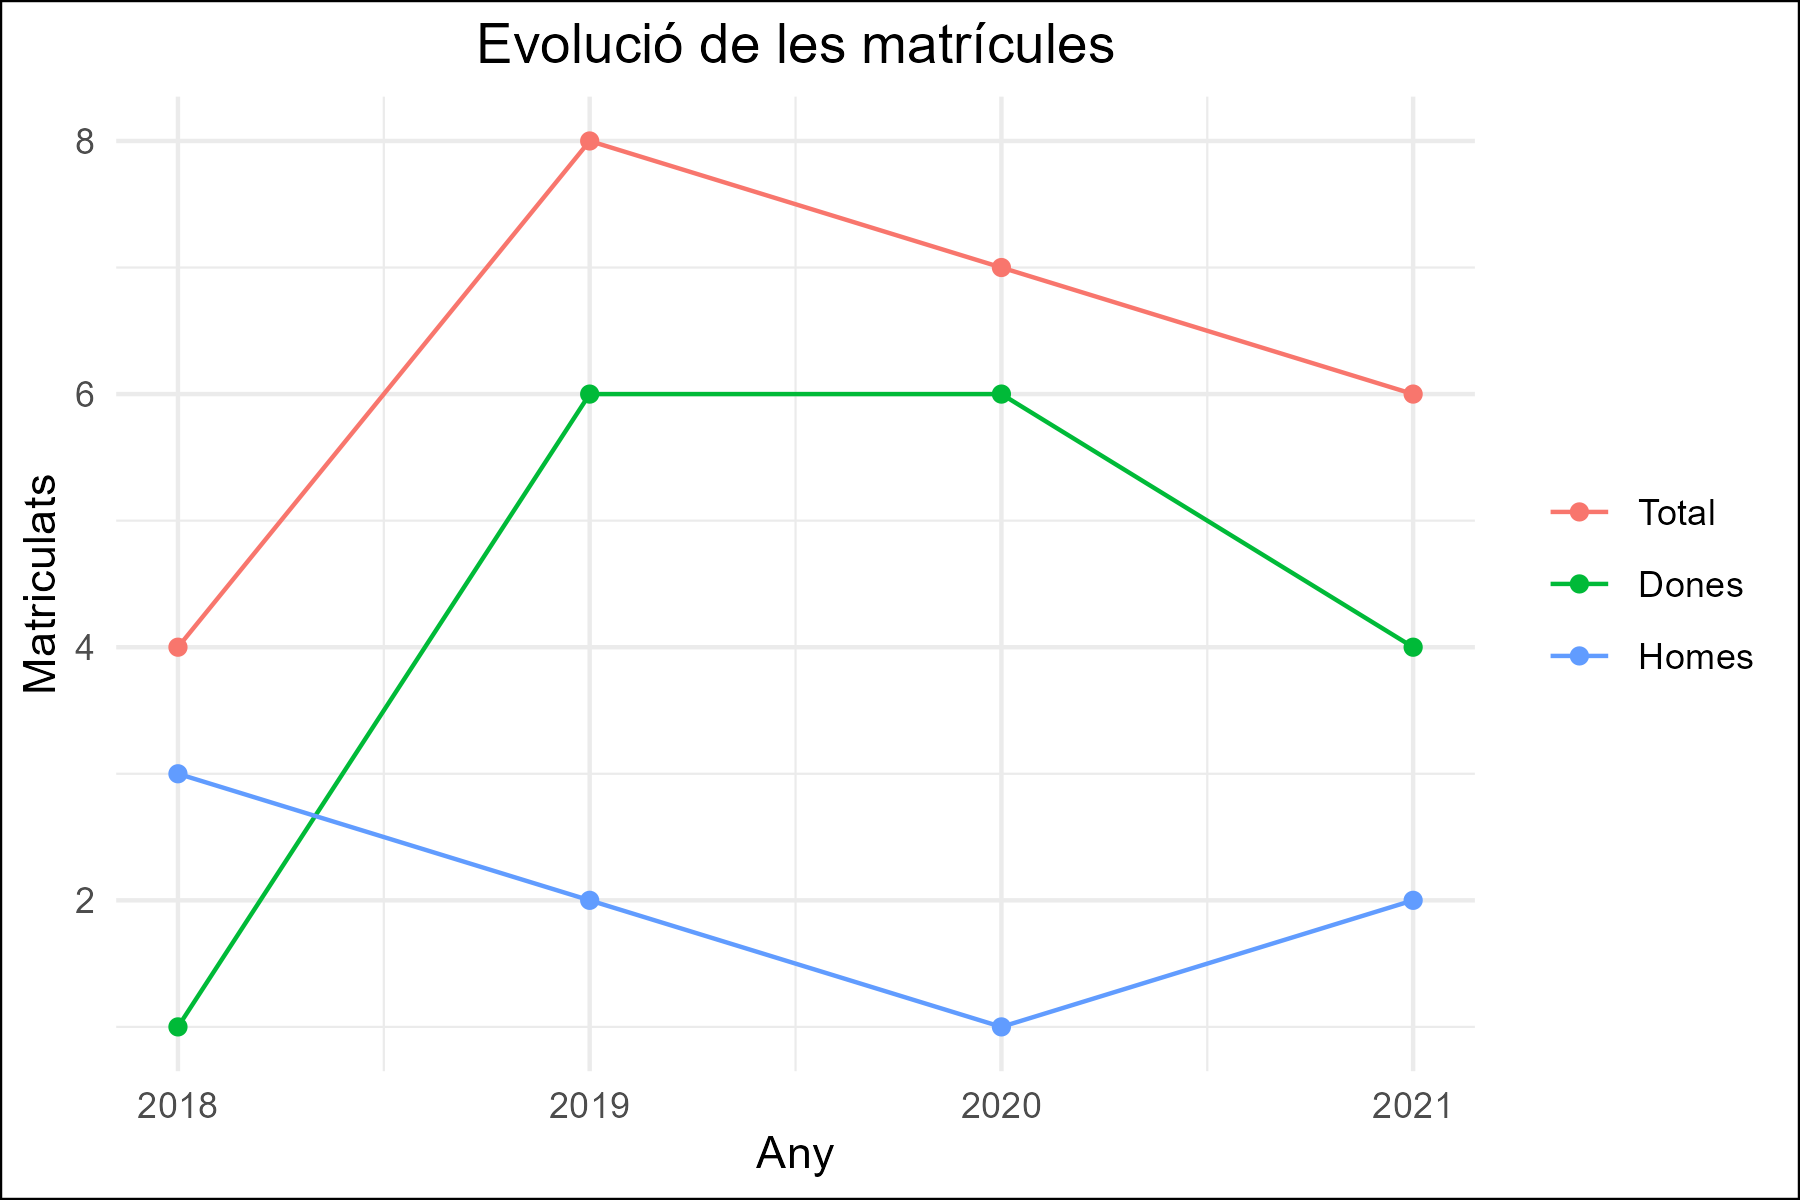 Evolució de les matrícules
8
6
4
2
Matriculats
2018 2019 2020 2021
Any
Total
Dones
Homes